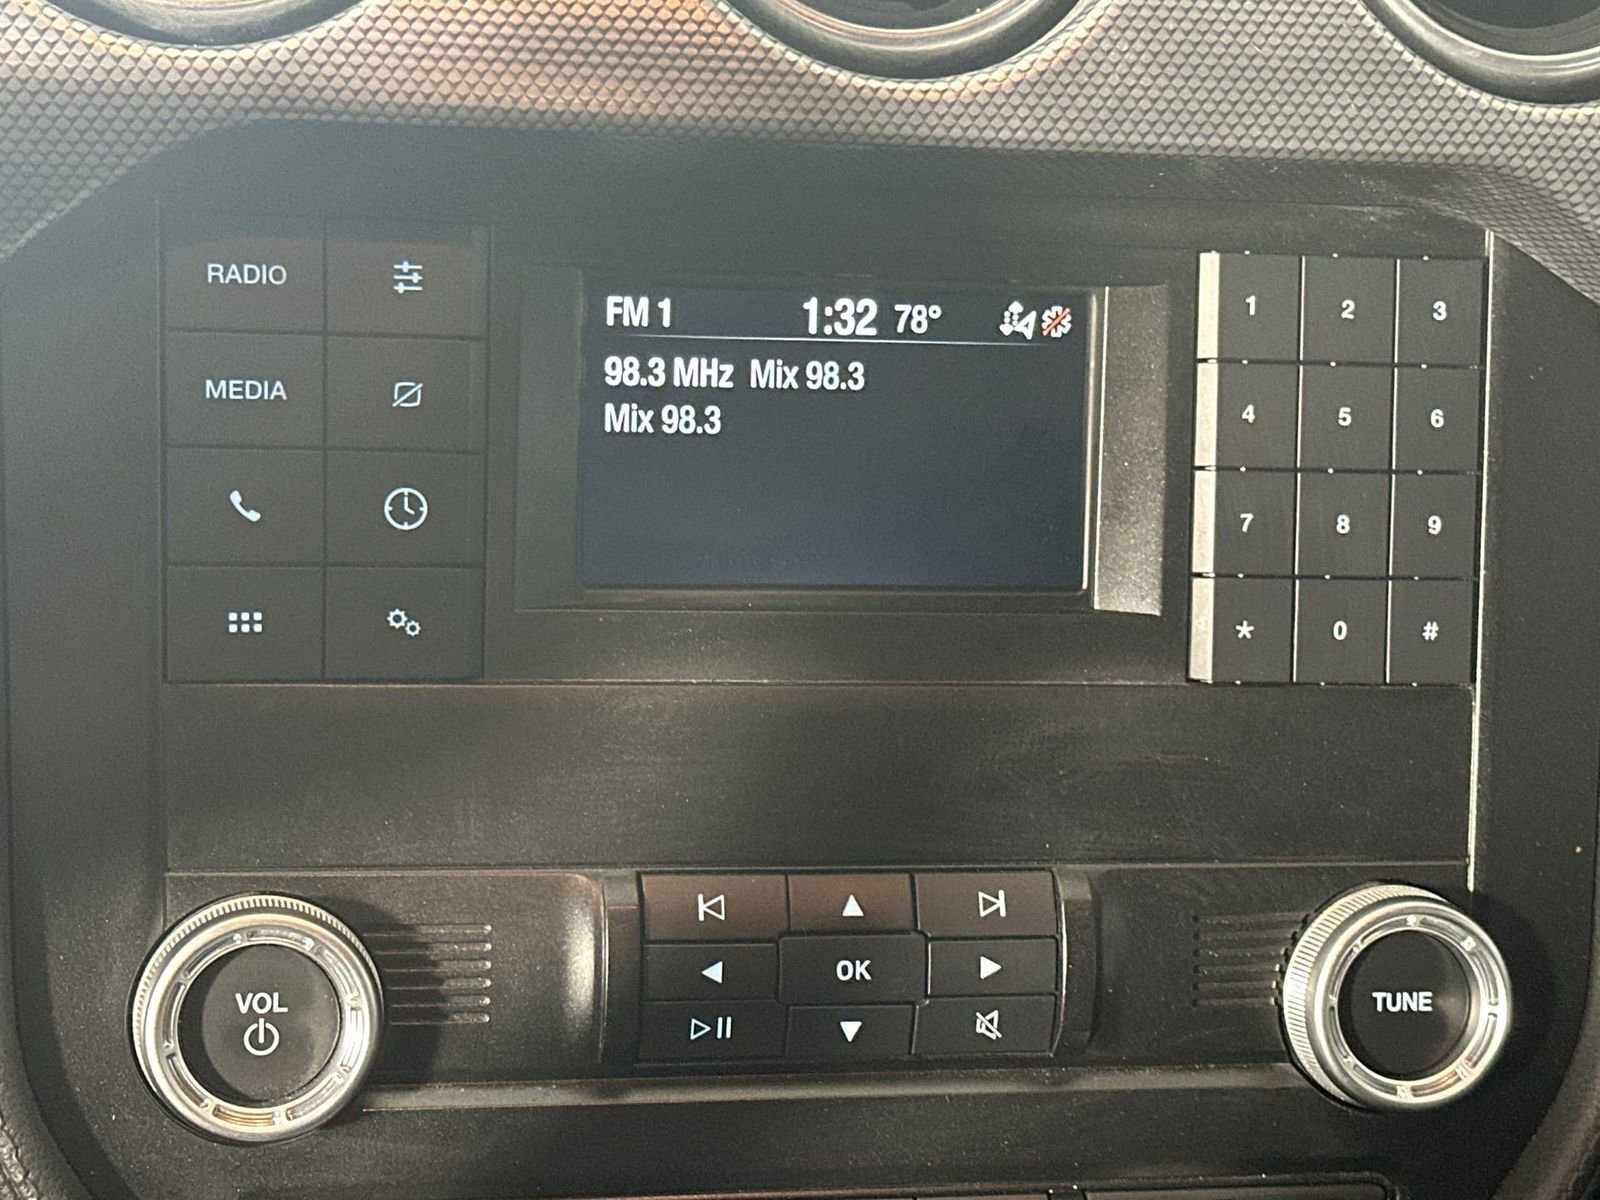 RADIO
MEDIA
FM 1 1:32 78°
98.3 MHz Mix 98.3
Mix 98.3
1 2 3
4 5 6
7 8 9
* 0 #
VOL
OK
TUNE